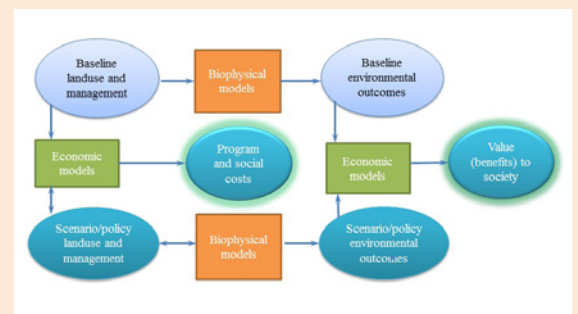 Baseline
landuse and
management
Biophysical
models
Baseline
environmental
outcomes
Economic
models
Program
and social
costs
Economic
models
Value
(benefits) to
society
Scenario/policy
landuse and
management
Biophysical
models
Scenario/policy
environmental
outcomes